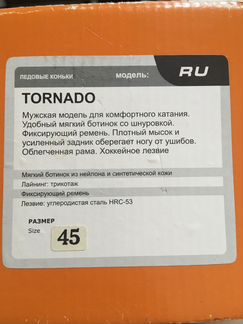 ЛЕДОВЫЕ КОНЬКИ
МОДЕЛЬ:
RU
TORNADO
Мужская модель для комфортного катания.
Удобный мягкий ботинок со шнуровкой.
Фиксирующий ремень. Плотный мысок и
усиленный задник оберегает ногу от ушибов.
Облегченная рама. Хоккейное лезвие
Мягкий ботинок из нейлона и синтетической кожи
Лайнинг: трикотаж
Фиксирующий ремень
Лезвие: углеродистая сталь HRC-53
РАЗМЕР
Size
45